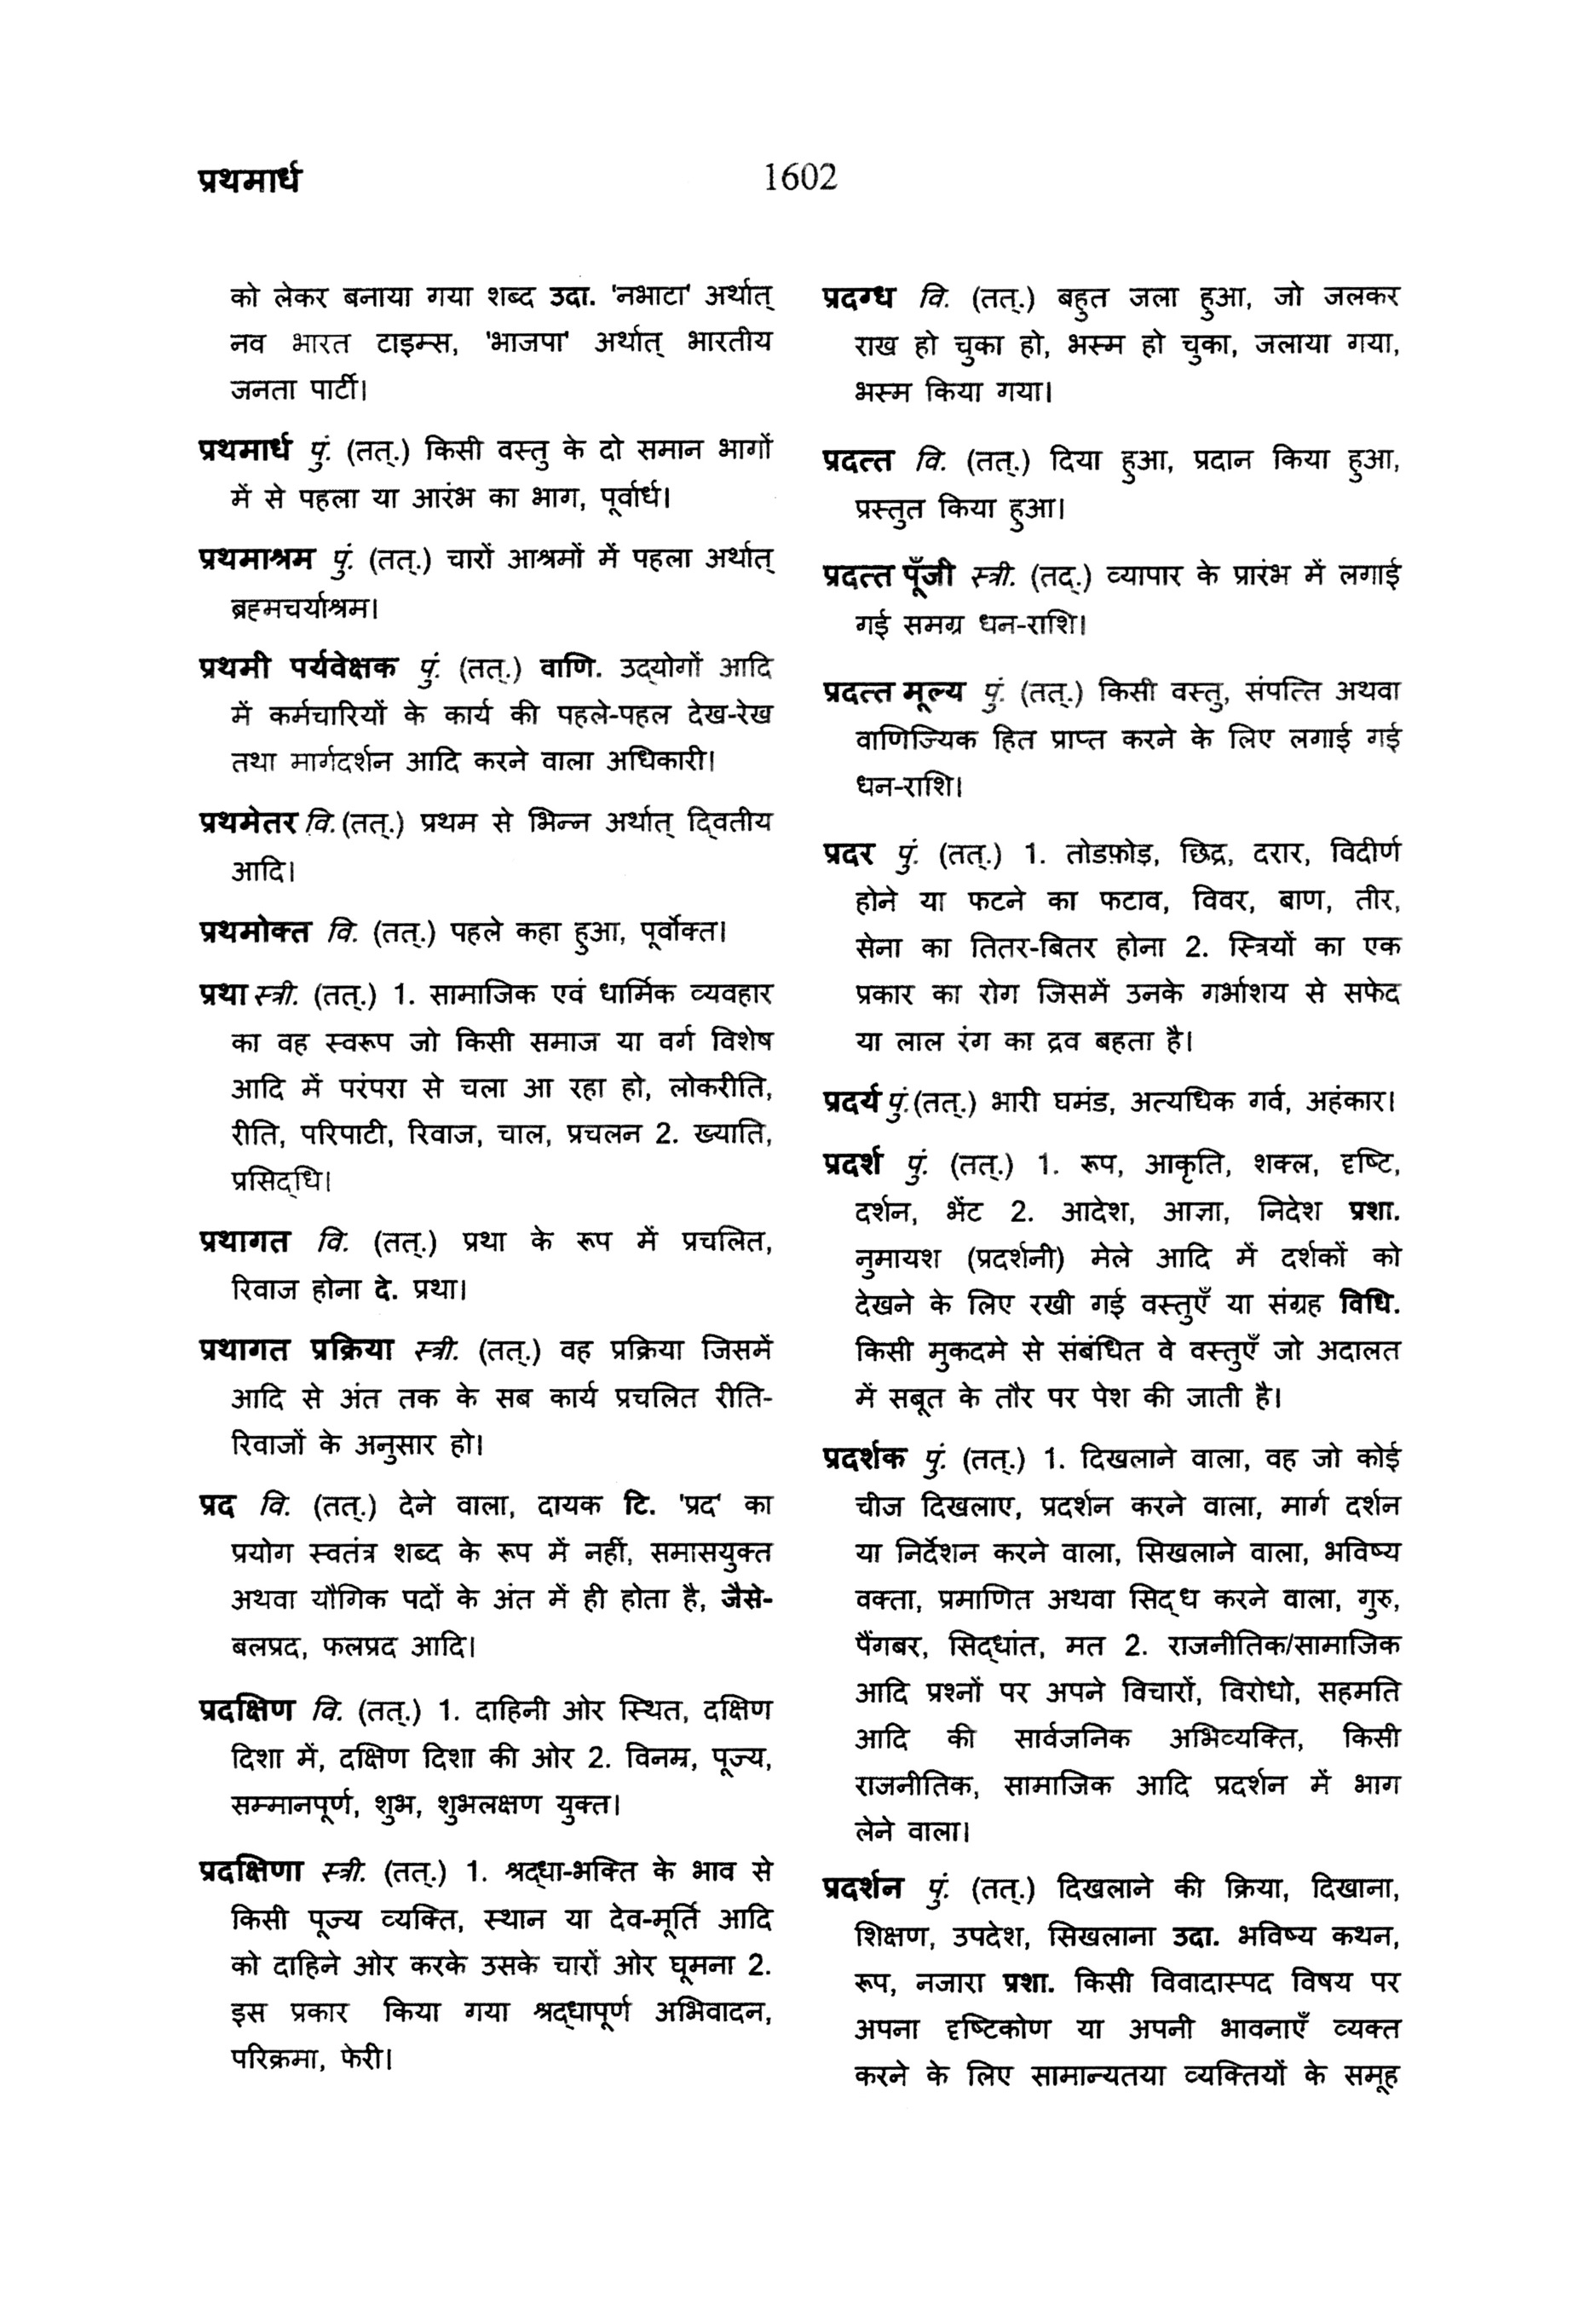 प्रथमार्ध
1602
को लेकर बनाया गया शब्द उदा. 'नभाटा' अर्थात्
नव भारत टाइम्स, 'भाजपा' अर्थात् भारतीय
जनता पार्टी।
प्रथमार्ध पुं. (तत्.) किसी वस्तु के दो समान भागों
में से पहला या आरंभ का भाग, पूर्वार्ध।
प्रथमाश्रम पुं. (तत्.) चारों आश्रमों में पहला अर्थात्
ब्रह्मचर्याश्रम।
प्रथमी पर्यवेक्षक पुं. (तत्.) वाणि. उद्योगों आदि
में कर्मचारियों के कार्य की पहले-पहल देख-रेख
तथा मार्गदर्शन आदि करने वाला अधिकारी।
प्रथमेतर वि. (तत्.) प्रथम से भिन्न अर्थात् द्वितीय
आदि।
प्रथमोक्त वि. (तत्.) पहले कहा हुआ, पूर्वोक्त।
प्रथा स्त्री. (तत्.) 1. सामाजिक एवं धार्मिक व्यवहार
का वह स्वरूप जो किसी समाज या वर्ग विशेष
आदि में परंपरा से चला आ रहा हो, लोकरीति,
रीति, परिपाटी, रिवाज, चाल, प्रचलन 2. ख्याति,
प्रसिद्धि।
प्रथागत वि. (तत्.) प्रथा के रूप में प्रचलित,
रिवाज होना दे. प्रथा।
प्रथागत प्रक्रिया स्त्री. (तत्.) वह प्रक्रिया जिसमें
आदि से अंत तक के सब कार्य प्रचलित रीति-
रिवाजों के अनुसार हो।
प्रद वि. (तत्.) देने वाला, दायक टि. 'प्रद' का
प्रयोग स्वतंत्र शब्द के रूप में नहीं, समासयुक्त
अथवा यौगिक पदों के अंत में ही होता है, जैसे-
बलप्रद, फलप्रद आदि।
प्रदक्षिण वि. (तत्.) 1. दाहिनी ओर स्थित, दक्षिण
दिशा में, दक्षिण दिशा की ओर 2. विनम्र, पूज्य,
सम्मानपूर्ण, शुभ, शुभलक्षण युक्त।
प्रदक्षिणा स्त्री. (तत्.) 1. श्रद्धा-भक्ति के भाव से
किसी पूज्य व्यक्ति, स्थान या देव-मूर्ति आदि
को दाहिने ओर करके उसके चारों ओर घूमना 2.
इस प्रकार किया गया श्रद्धापूर्ण अभिवादन,
परिक्रमा, फेरी।
प्रदग्ध वि. (तत्.) बहुत जला हुआ, जो जलकर
राख हो चुका हो, भस्म हो चुका, जलाया गया,
भस्म किया गया।
प्रदत्त वि. (तत्.) दिया हुआ, प्रदान किया हुआ,
प्रस्तुत किया हुआ।
प्रदत्त पूँजी स्त्री. (तद्.) व्यापार के प्रारंभ में लगाई
गई समग्र धन-राशि।
प्रदत्त मूल्य पुं. (तत्.) किसी वस्तु, संपत्ति अथवा
वाणिज्यिक हित प्राप्त करने के लिए लगाई गई
धन-राशि।
प्रदर पुं. (तत्.) 1. तोडफ़ोड़, छिद्र, दरार, विदीर्ण
होने या फटने का फटाव, विवर, बाण, तीर,
सेना का तितर-बितर होना 2. स्त्रियों का एक
प्रकार का रोग जिसमें उनके गर्भाशय से सफेद
या लाल रंग का द्रव बहता है।
प्रदर्य पुं. (तत्.) भारी घमंड, अत्यधिक गर्व, अहंकार।
प्रदर्श पुं. (तत्.) 1. रूप, आकृति, शक्ल, दृष्टि,
दर्शन, भेंट 2. आदेश, आज्ञा, निदेश प्रशा.
नुमायश (प्रदर्शनी) मेले आदि में दर्शकों को
देखने के लिए रखी गई वस्तुएँ या संग्रह विधि.
किसी मुकदमे से संबंधित वे वस्तुएँ जो अदालत
में सबूत के तौर पर पेश की जाती है।
प्रदर्शक पुं. (तत्.) 1. दिखलाने वाला, वह जो कोई
चीज दिखलाए, प्रदर्शन करने वाला, मार्ग दर्शन
या निर्देशन करने वाला, सिखलाने वाला, भविष्य
वक्ता, प्रमाणित अथवा सिद्ध करने वाला, गुरु,
पैंगबर, सिद्धांत, मत 2. राजनीतिक/सामाजिक
आदि प्रश्नों पर अपने विचारों, विरोधो, सहमति
आदि की सार्वजनिक अभिव्यक्ति, किसी
राजनीतिक, सामाजिक आदि प्रदर्शन में भाग
लेने वाला।
प्रदर्शन पुं. (तत्.) दिखलाने की क्रिया, दिखाना,
शिक्षण, उपदेश, सिखलाना उदा. भविष्य कथन,
रूप, नजारा प्रशा. किसी विवादास्पद विषय पर
अपना दृष्टिकोण या अपनी भावनाएँ व्यक्त
करने के लिए सामान्यतया व्यक्तियों के समूह